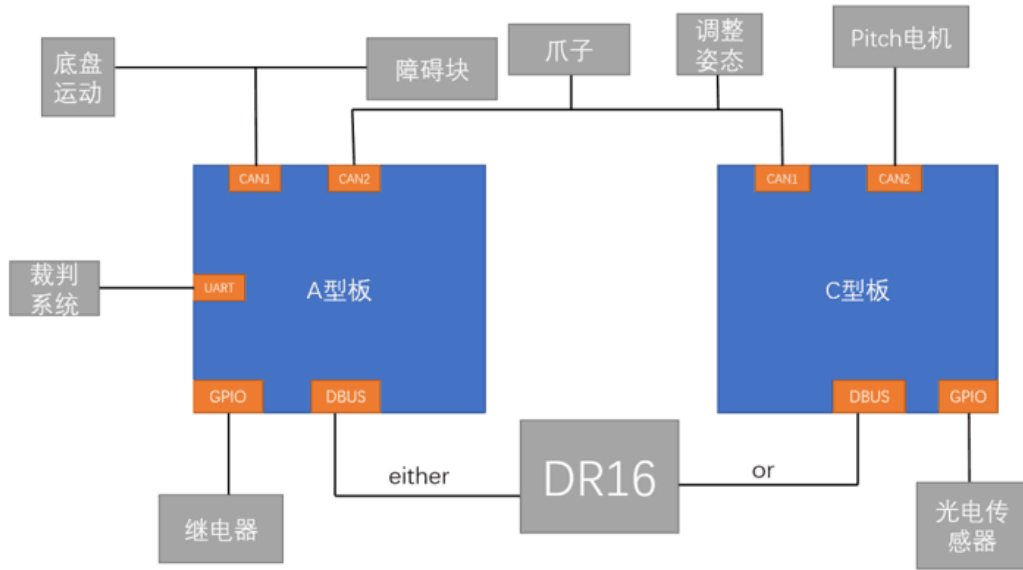 底盘
运动
障碍块
爪子
调整
姿态
Pitch电机
CAN1
CAN2
CAN1
CAN2
裁判
系统
UART
A型板
C型板
GPIO
DBUS
DBUS
GPIO
either
DR16
or
继电器
光电传
感器